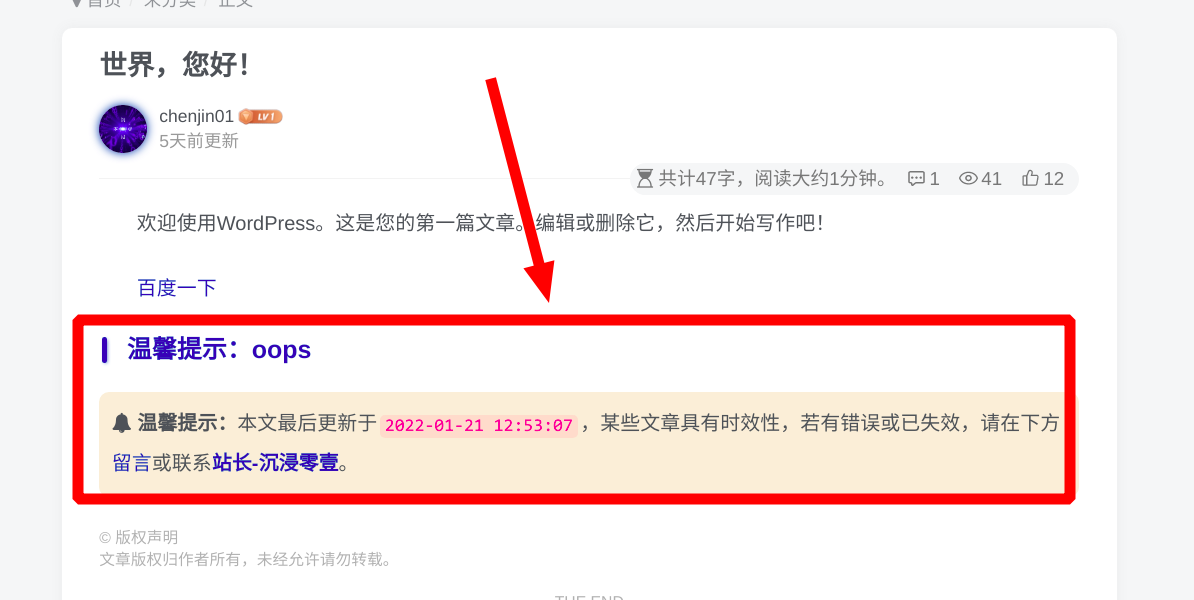 首页 / 未分类 / 正文
世界，您好！
chenjin01 LV1
5天前更新
共计47字，阅读大约1分钟。 1 41 12
欢迎使用WordPress。这是您的第一篇文章。编辑或删除它，然后开始写作吧！
百度一下
温馨提示：oops
温馨提示：本文最后更新于 2022-01-21 12:53:07 ，某些文章具有时效性，若有错误或已失效，请在下方
留言或联系站长-沉浸零壹。
© 版权声明
文章版权归作者所有，未经允许请勿转载。
THE END